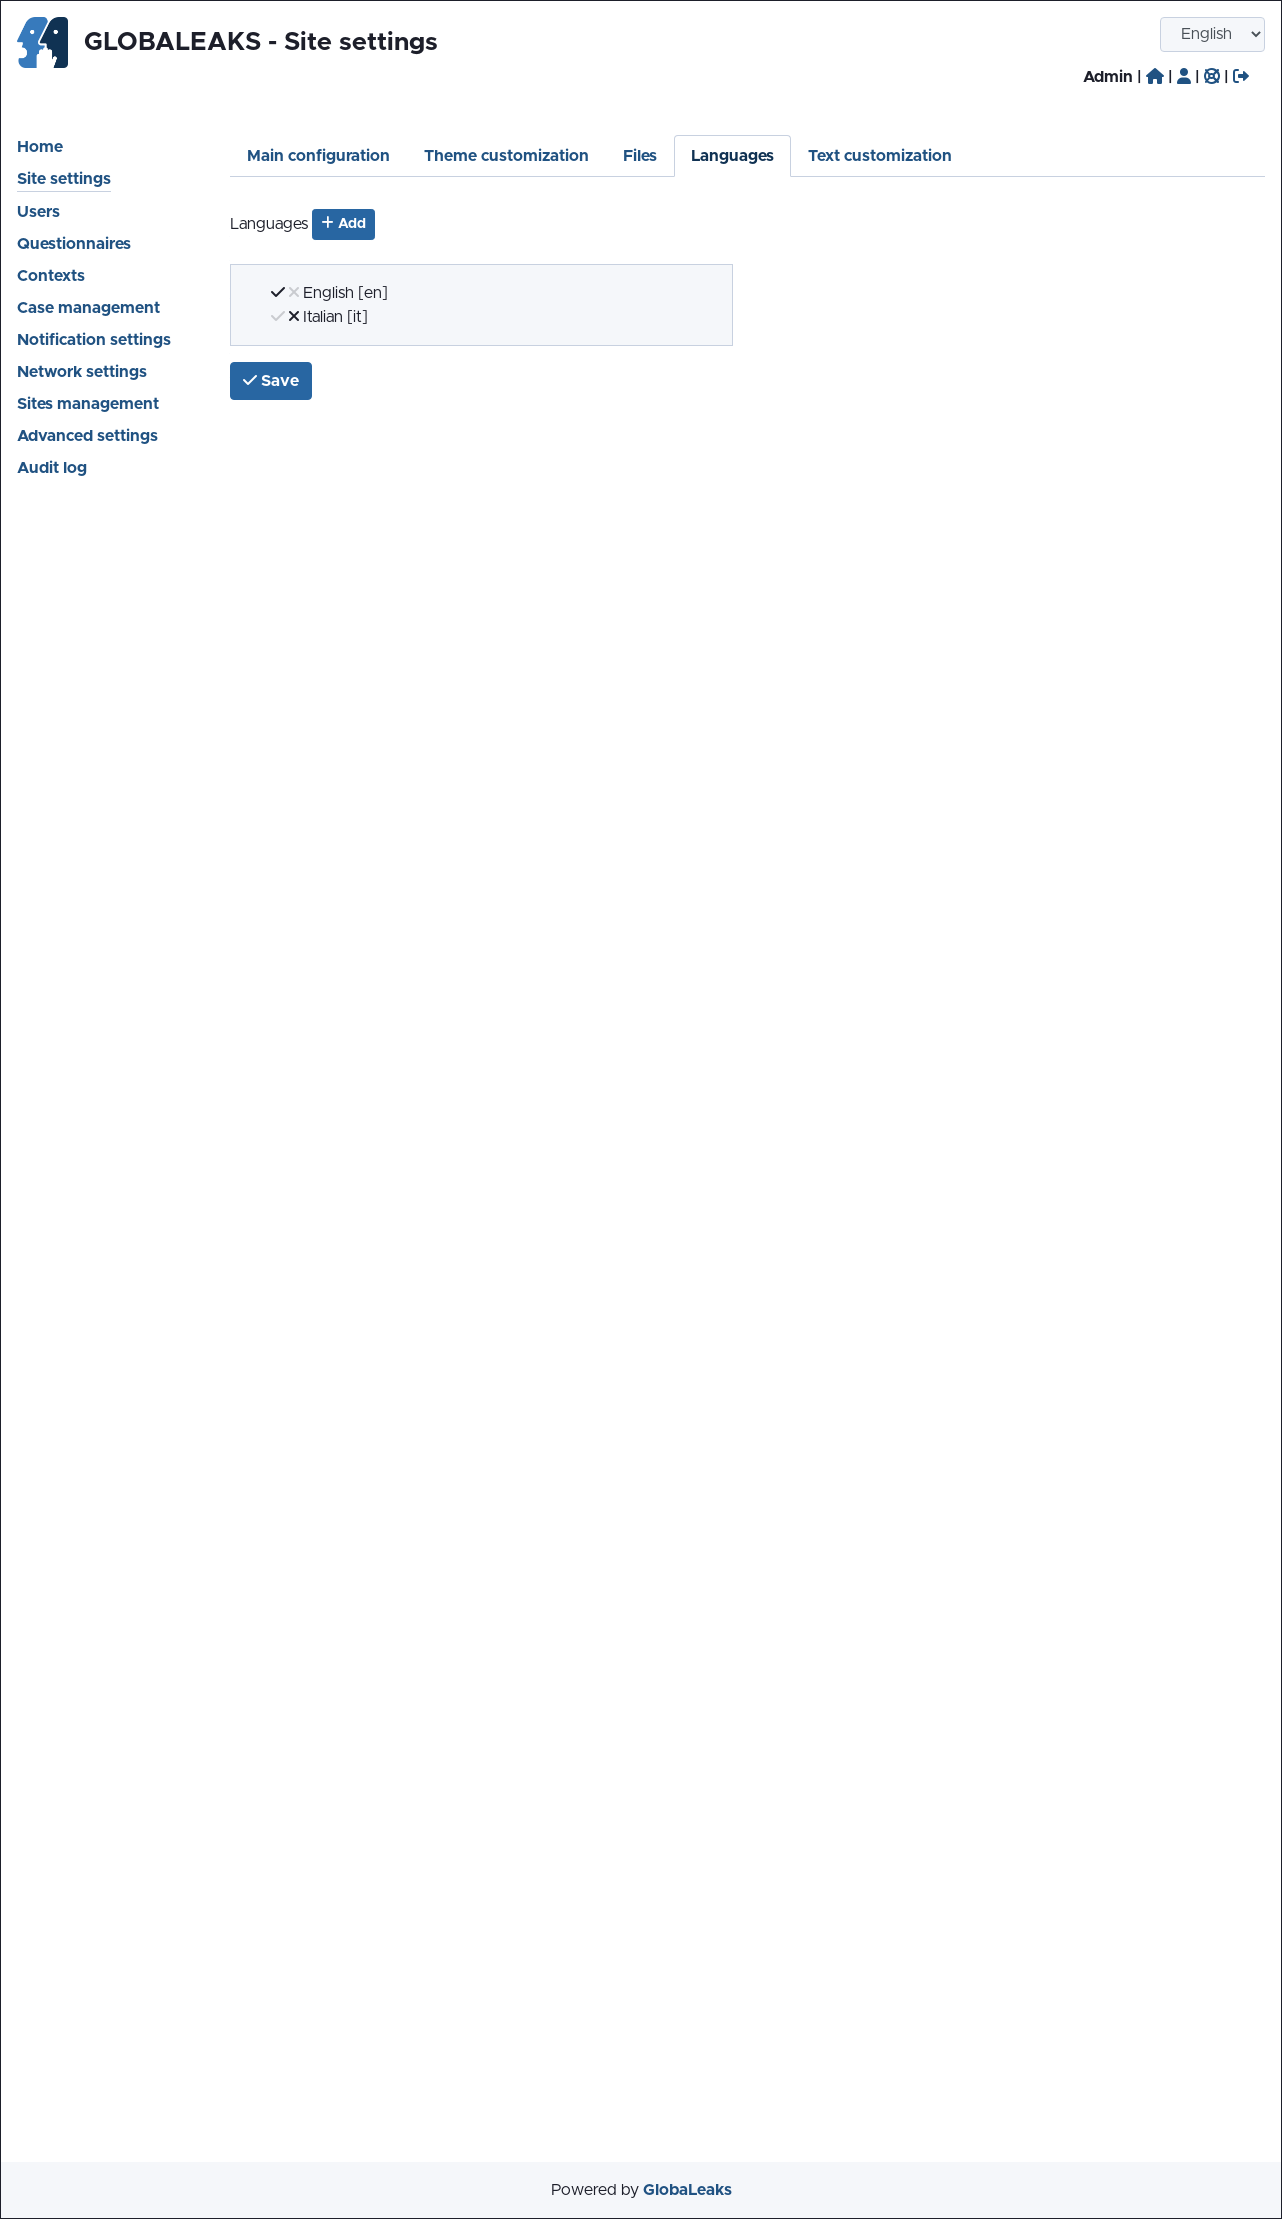 GLOBALEAKS - Site settings
English
Admin | | | |
Home
Site settings
Users
Questionnaires
Contexts
Case management
Notification settings
Network settings
Sites management
Advanced settings
Audit log
Main configuration
Theme customization
Files
Languages
Text customization
Languages
Add
English [en]
Italian [it]
Save
Powered by GlobaLeaks